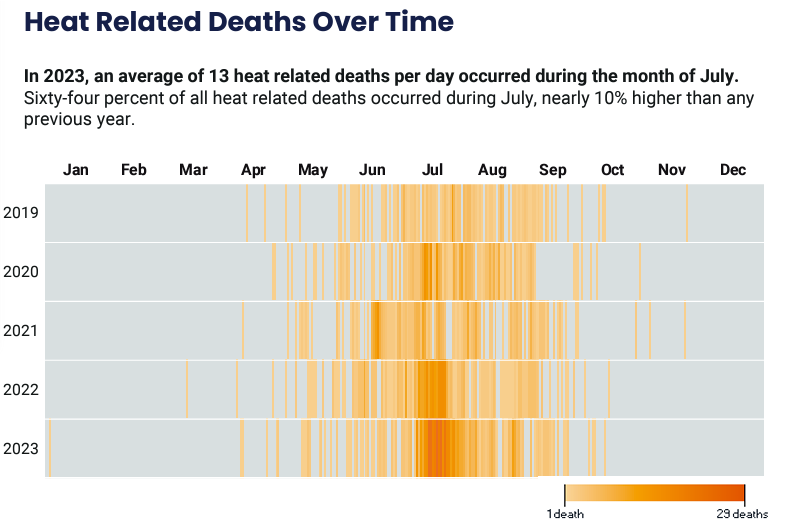 Heat Related Deaths Over Time
In 2023, an average of 13 heat related deaths per day occurred during the month of July.
Sixty-four percent of all heat related deaths occurred during July, nearly 10% higher than any
previous year.
Jan Feb Mar Apr May Jun Jul Aug Sep Oct Nov Dec
2019
2020
2021
2022
2023
1 death 29 deaths